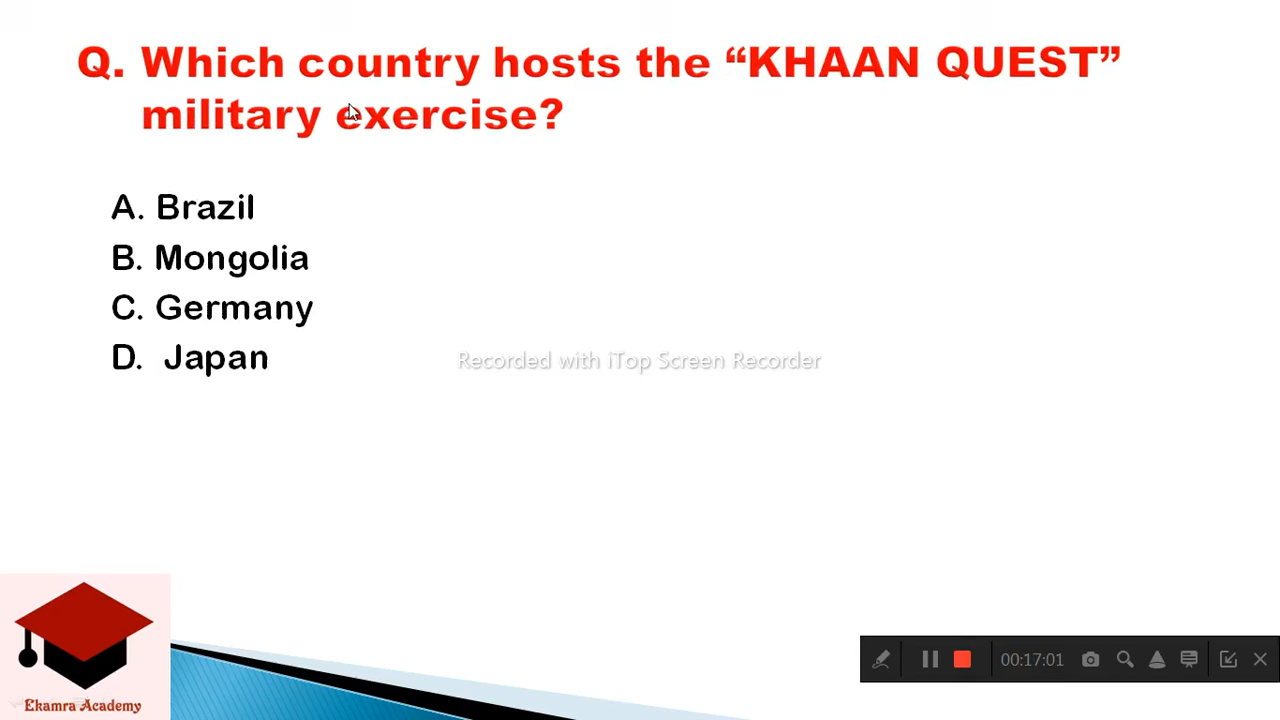 Q. Which country hosts the “KHAAN QUEST”
military exercise?
A. Brazil
B. Mongolia
C. Germany
D. Japan
Recorded with iTop Screen Recorder
00:17:01
Ekamra Academy